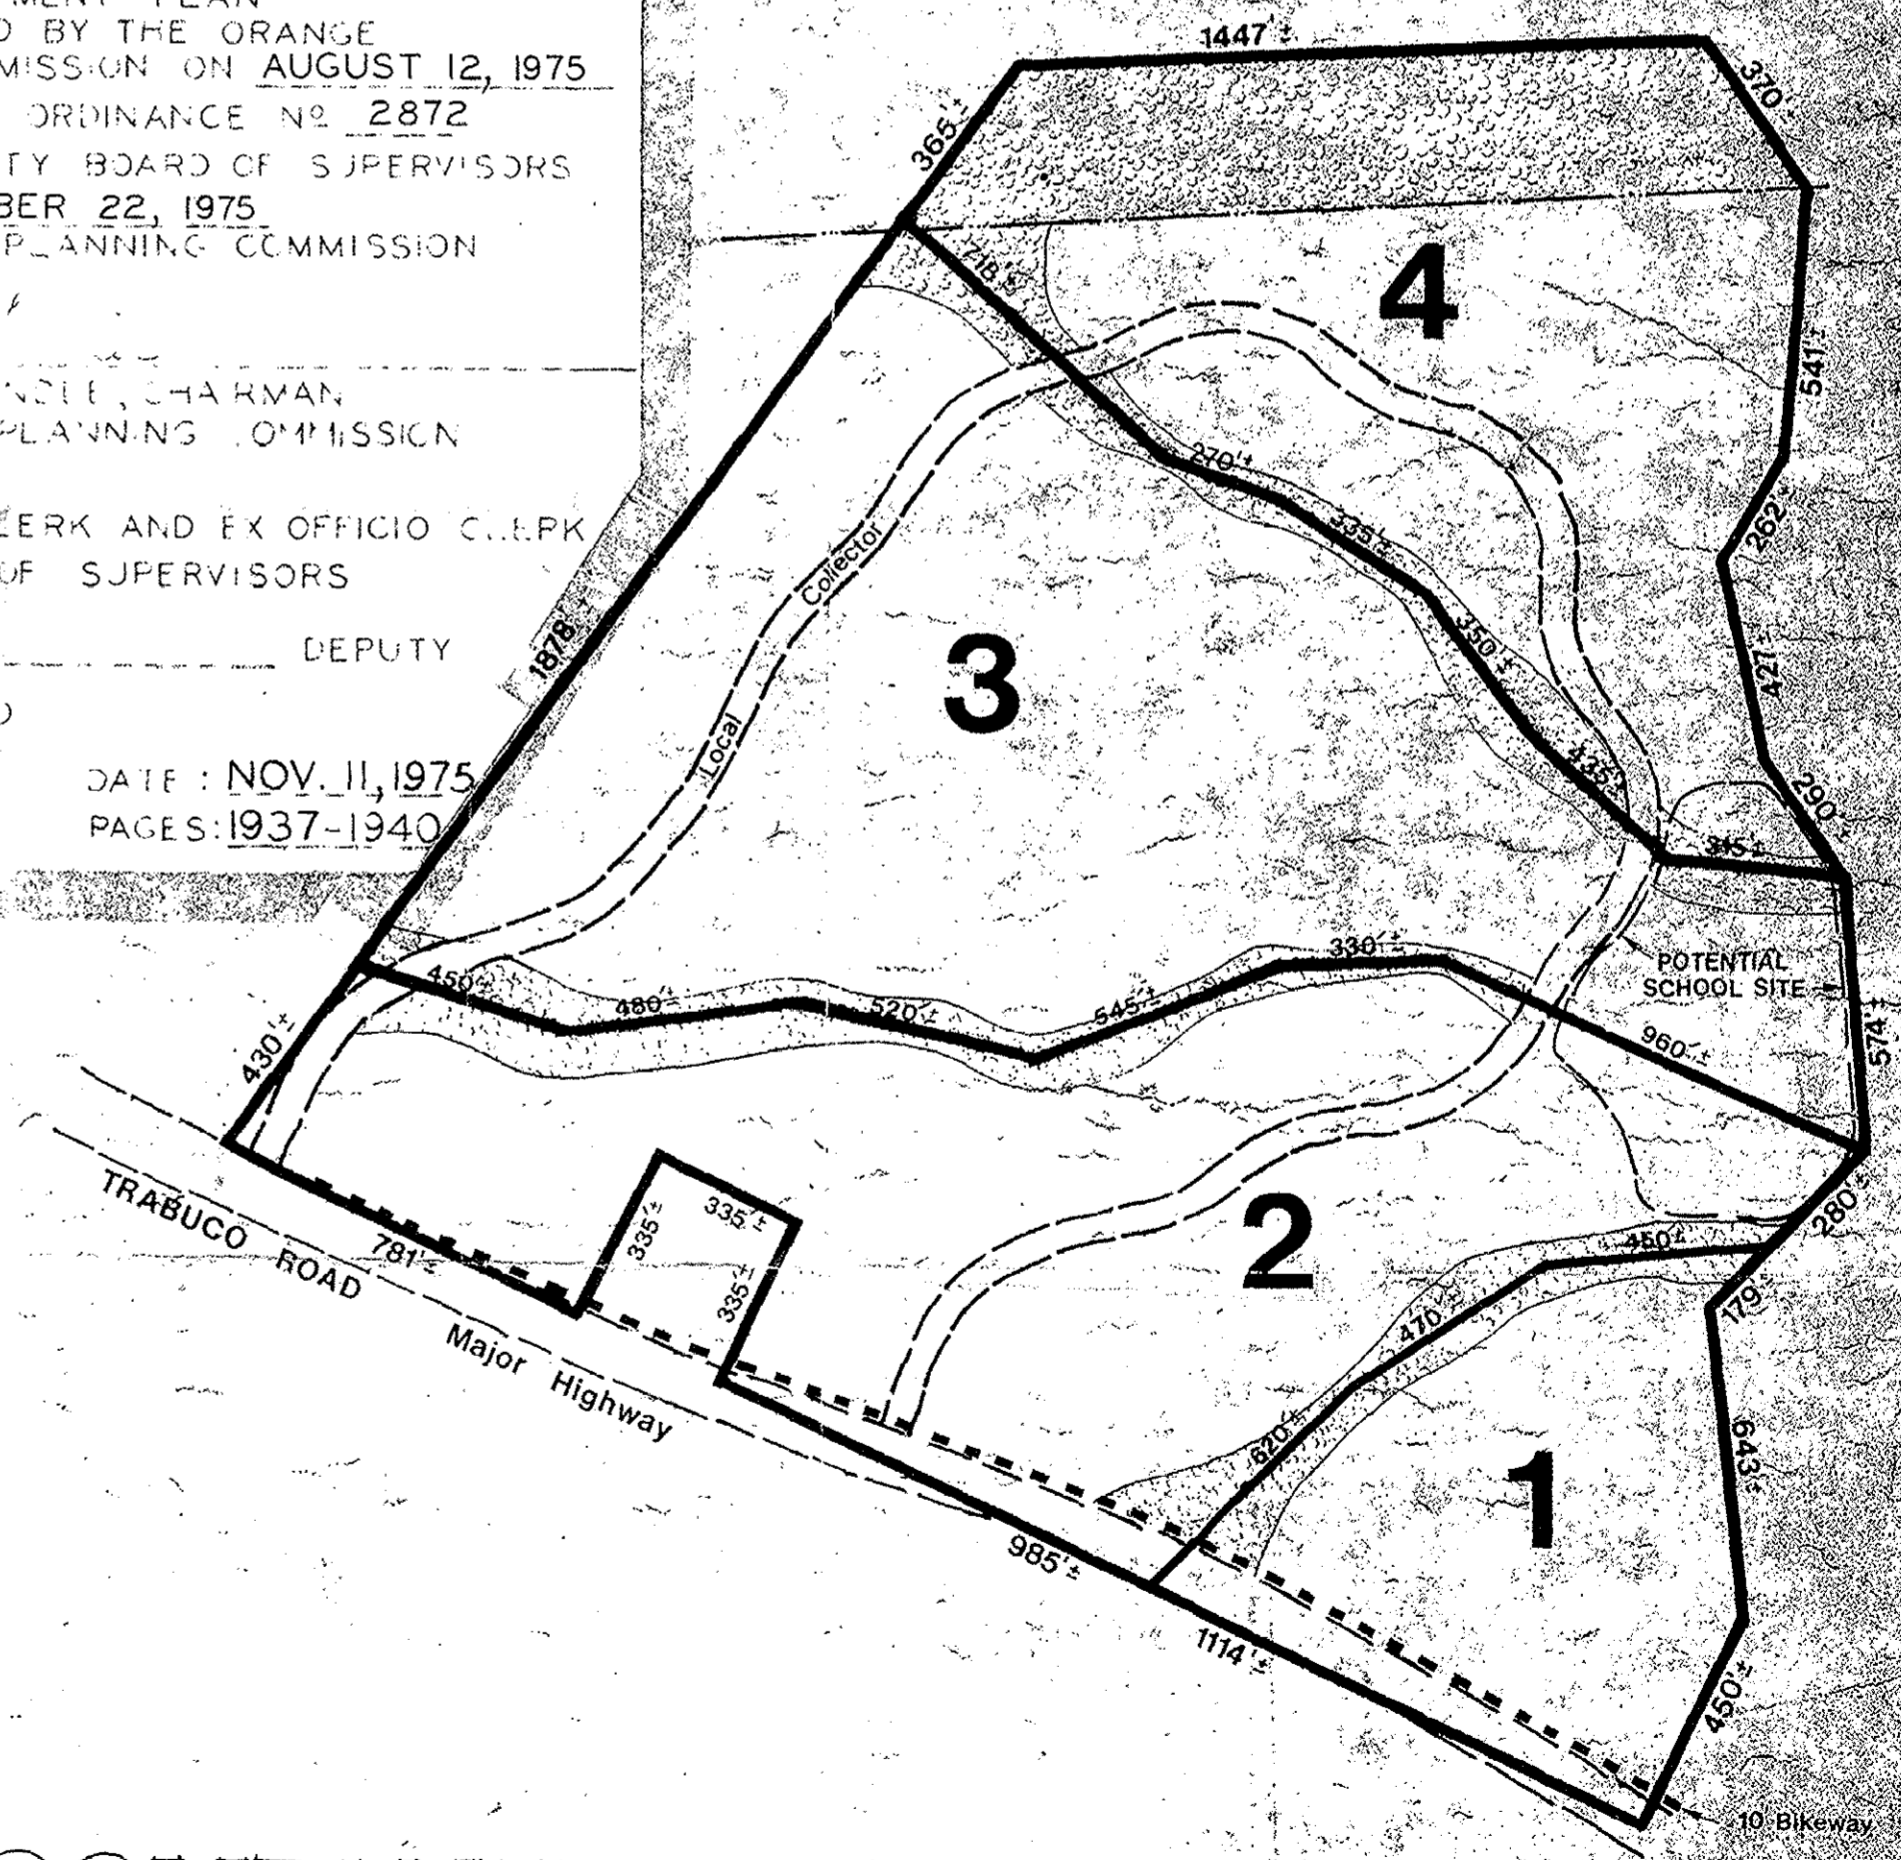 MENT PLAN
D BY THE ORANGE
MISSION ON AUGUST 12, 1975
ORDINANCE Nº 2872
TY BOARD OF SUPERVISORS
BER 22, 1975
PLANNING COMMISSION
CHAIRMAN
PLANNING COMMISSION
LERK AND EX OFFICIO CLERK
OF SUPERVISORS
DEPUTY
DATE : NOV. 11, 1975
PAGES: 1937-1940
1447'±
370'
365'±
718'±
4
541'±
270'±
262'±
335'±
Collector
350'±
427'±
1878'±
3
Local
435'±
290'±
315'±
POTENTIAL
SCHOOL SITE
450'
480'±
520'±
545'±
330'±
960'±
574'±
430'±
TRABUCO ROAD
781'±
335'±
335'±
335'±
Major Highway
2
280'±
450'±
179'
470'±
620'±
1
643'±
985'±
1114'±
450'±
10' Bikeway